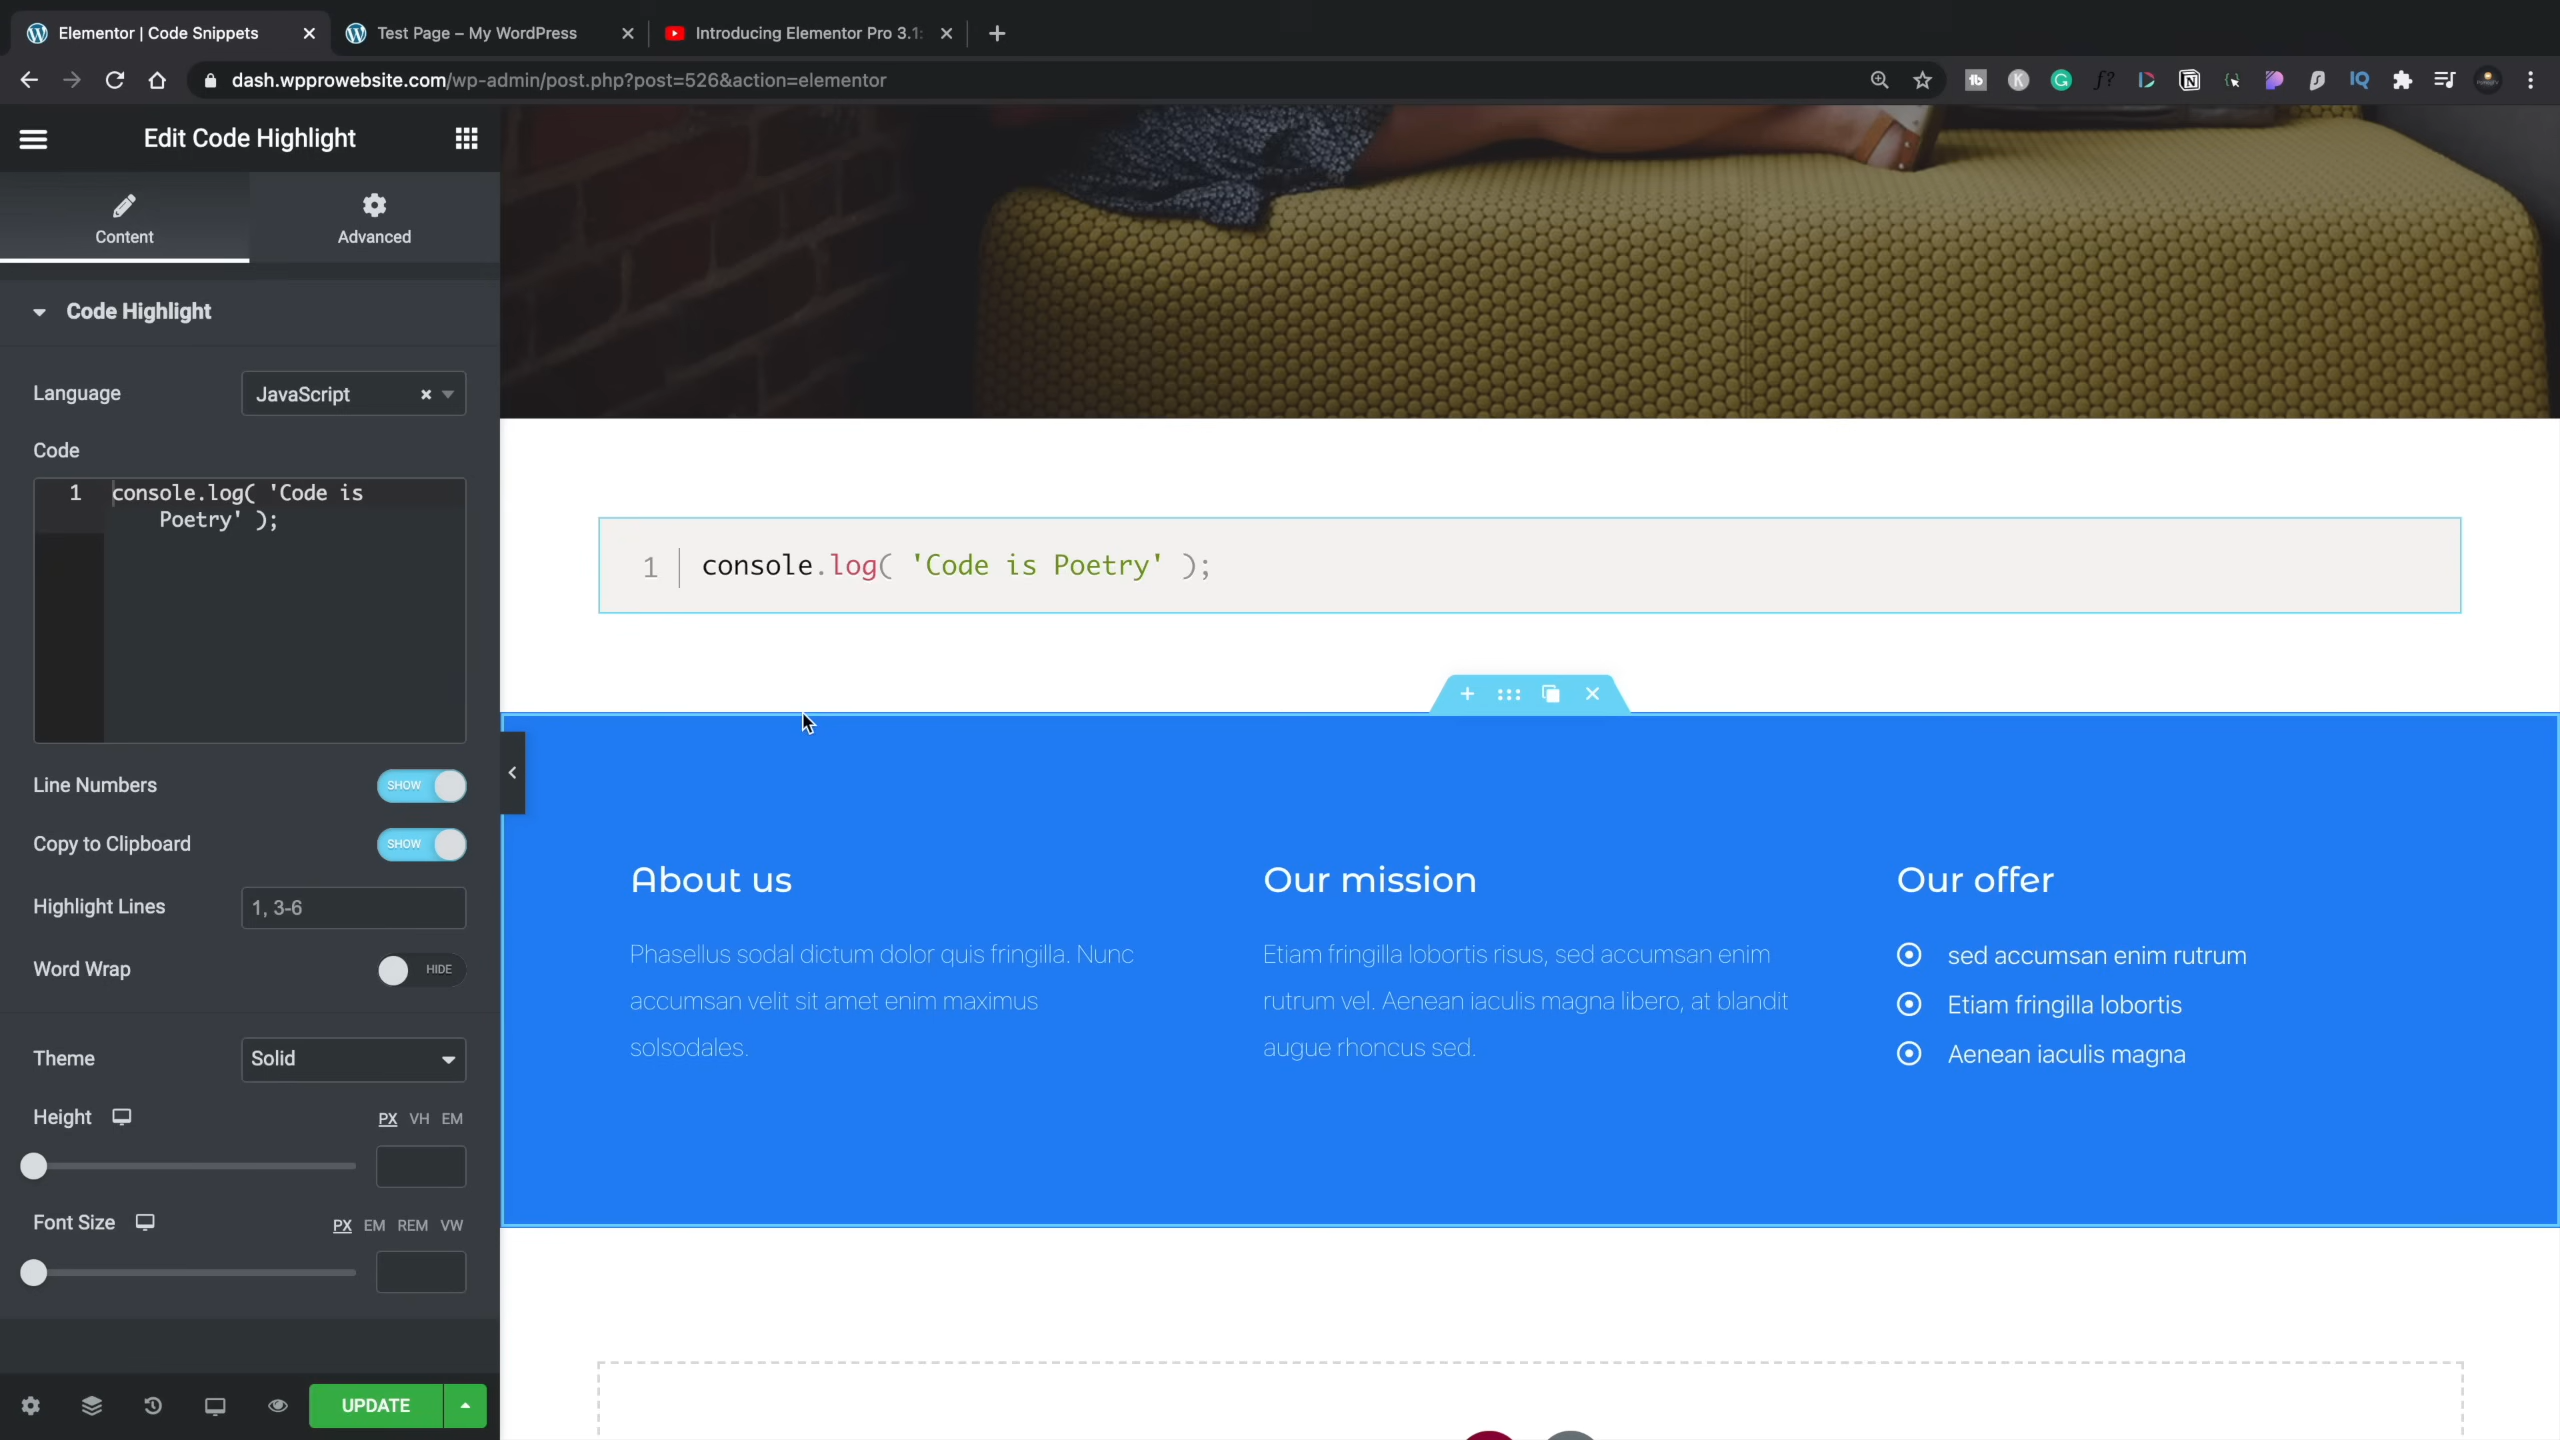 Elementor | Code Snippets
Test Page – My WordPress
Introducing Elementor Pro 3.1:
dash.wpprowebsite.com/wp-admin/post.php?post=526&action=elementor
Edit Code Highlight
Content
Advanced
Code Highlight
Language
JavaScript
Code
1 console.log( 'Code is
Poetry' );
Line Numbers
SHOW
Copy to Clipboard
SHOW
Highlight Lines
1, 3-6
Word Wrap
HIDE
Theme
Solid
Height
PX VH EM
Font Size
PX EM REM VW
UPDATE
1 console.log( 'Code is Poetry' );
About us
Phasellus sodal dictum dolor quis fringilla. Nunc
accumsan velit sit amet enim maximus
solsodales.
Our mission
Etiam fringilla lobortis risus, sed accumsan enim
rutrum vel. Aenean iaculis magna libero, at blandit
augue rhoncus sed.
Our offer
sed accumsan enim rutrum
Etiam fringilla lobortis
Aenean iaculis magna